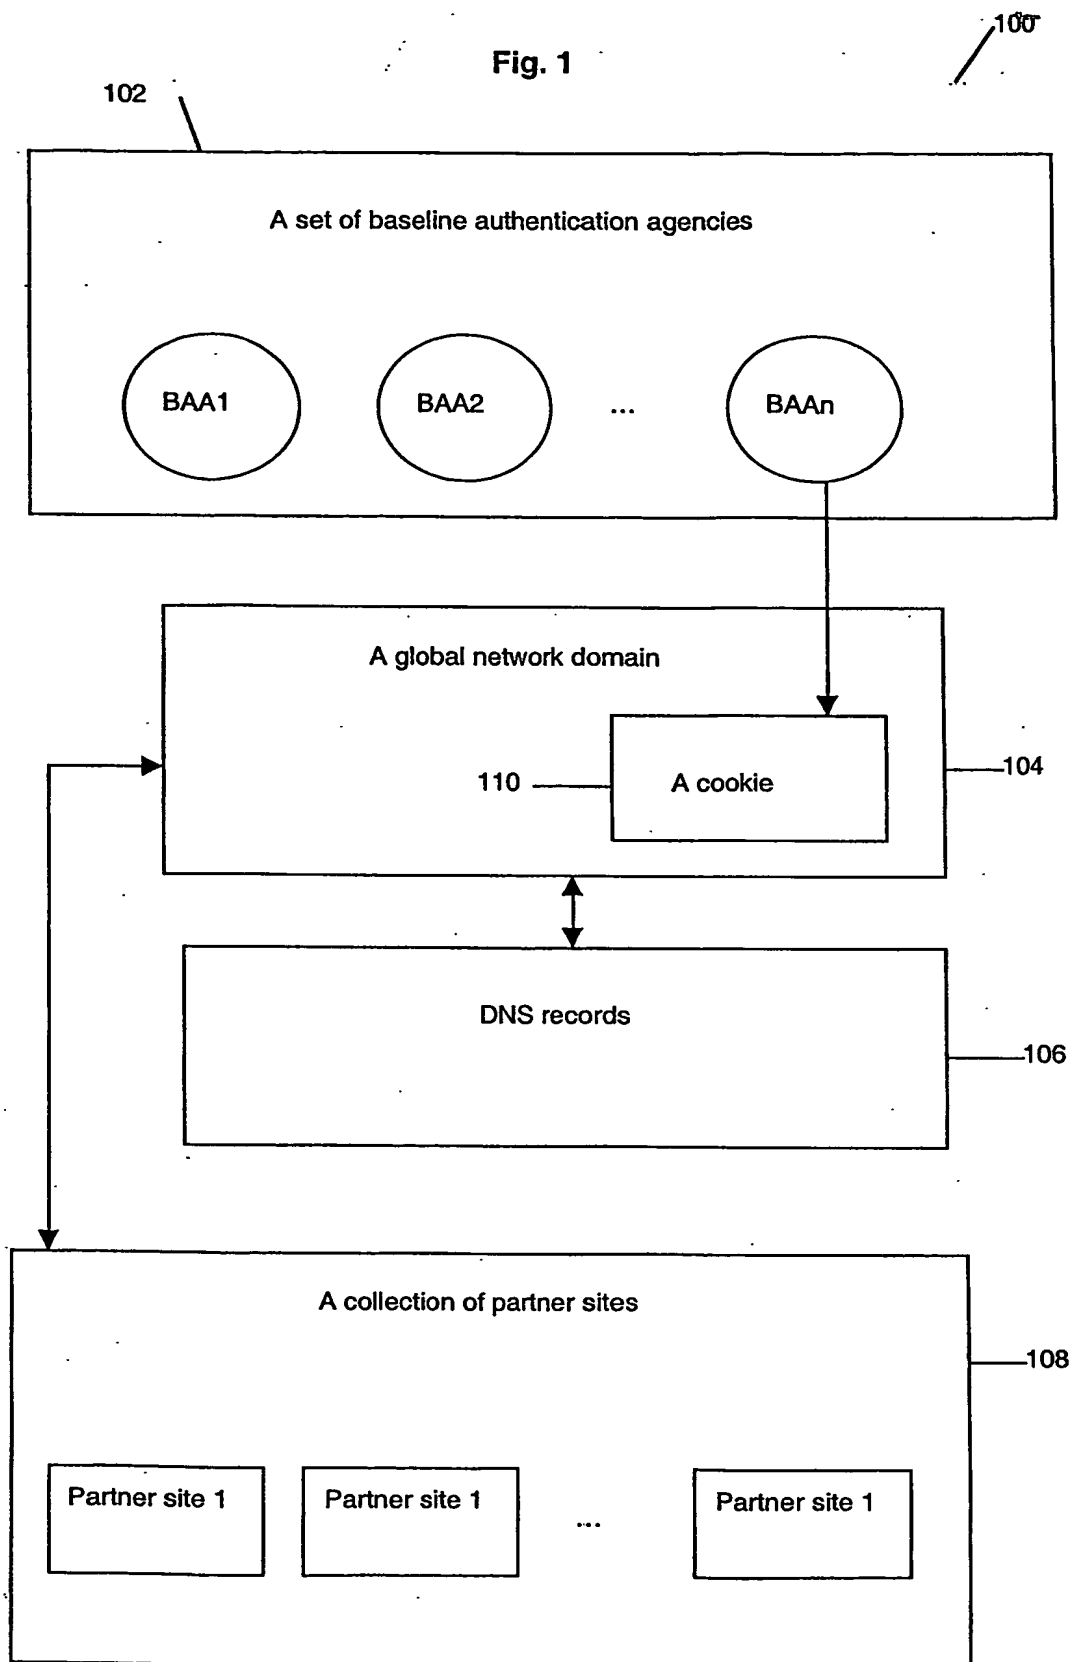 100
Fig. 1
102
A set of baseline authentication agencies
BAA1
BAA2
...
BAAn
A global network domain
104
110
A cookie
DNS records
106
A collection of partner sites
108
Partner site 1
Partner site 1
...
Partner site 1